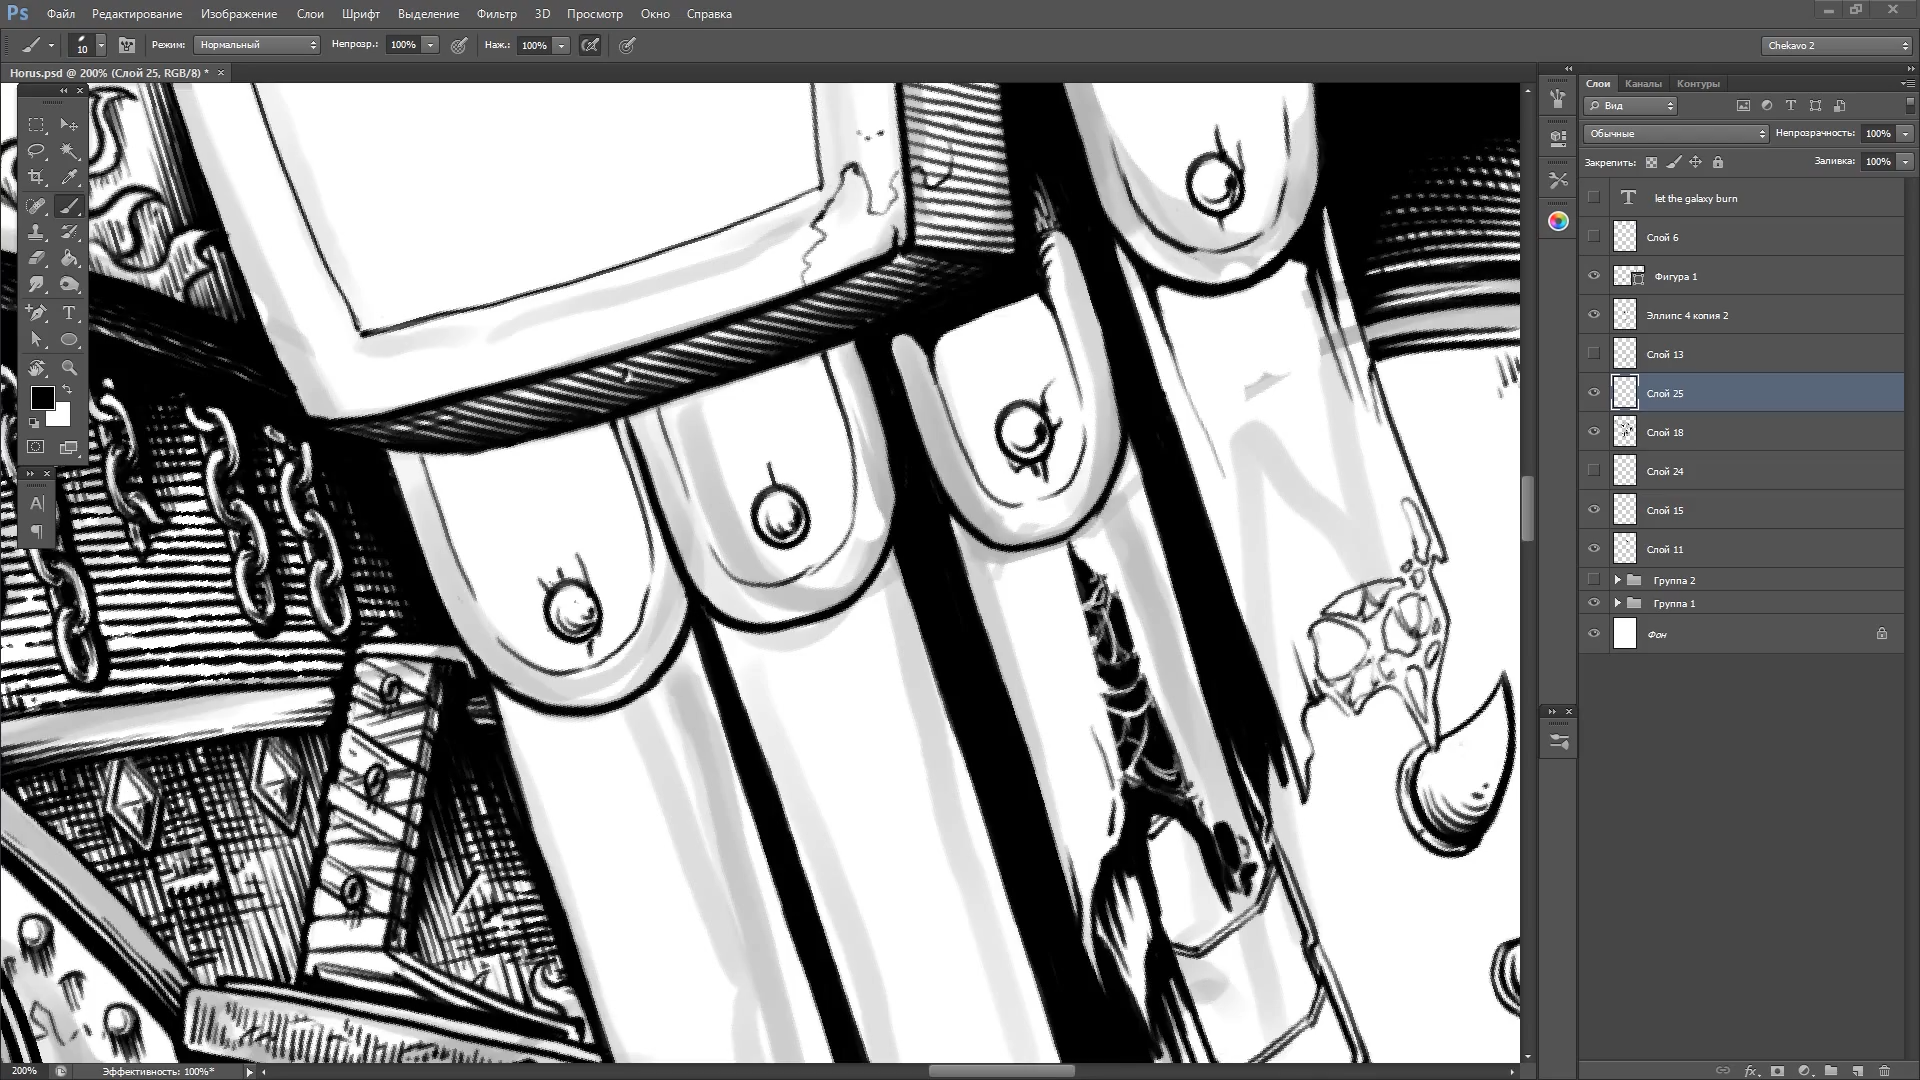 Ps Файл Редактирование Изображение Слои Шрифт Выделение Фильтр 3D Просмотр Окно Справка
10 Режим: Нормальный Непрозр.: 100% Наж.: 100% Chekavo 2
Horus.psd @ 200% (Слой 25, RGB/8) * ×
Слои Каналы Контуры
Вид
Обычные Непрозрачность: 100%
Закрепить: Заливка: 100%
T let the galaxy burn
Слой 6
Фигура 1
Эллипс 4 копия 2
Слой 13
Слой 25
Слой 18
Слой 24
Слой 15
Слой 11
Группа 2
Группа 1
Фон
200% Эффективность: 100%*
fx